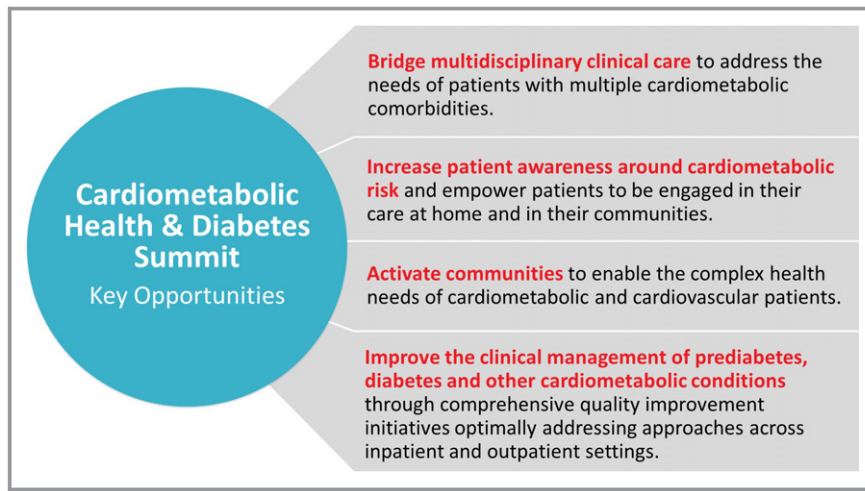 Cardiometabolic
Health & Diabetes
Summit
Key Opportunities
Bridge multidisciplinary clinical care to address the
needs of patients with multiple cardiometabolic
comorbidities.
Increase patient awareness around cardiometabolic
risk and empower patients to be engaged in their
care at home and in their communities.
Activate communities to enable the complex health
needs of cardiometabolic and cardiovascular patients.
Improve the clinical management of prediabetes,
diabetes and other cardiometabolic conditions
through comprehensive quality improvement
initiatives optimally addressing approaches across
inpatient and outpatient settings.